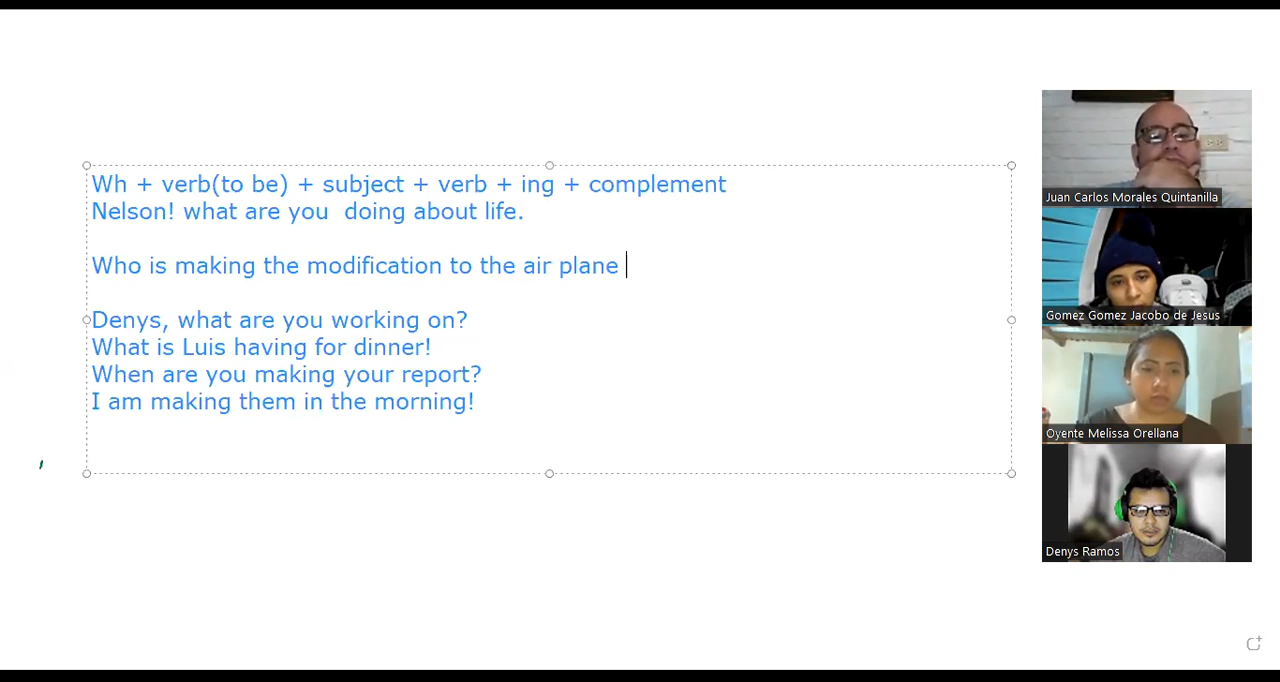 Wh + verb(to be) + subject + verb + ing + complement
Nelson! what are you  doing about life.
Who is making the modification to the air plane
Denys, what are you working on?
What is Luis having for dinner!
When are you making your report?
I am making them in the morning!
Juan Carlos Morales Quintanilla
Gomez Gomez Jacobo de Jesus
Oyente Melissa Orellana
Denys Ramos